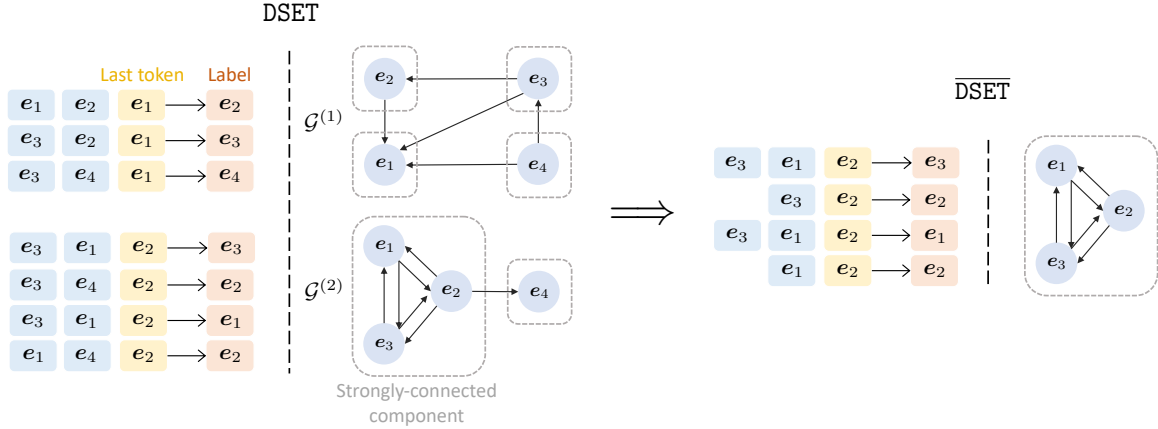 DSET
Last token Label
e₁ e₂ e₁ → e₂
e₃ e₂ e₁ → e₃
e₃ e₄ e₁ → e₄
𝒢⁽¹⁾
e₂ e₃
e₁ e₄
e₃ e₁ e₂ → e₃
e₃ e₄ e₂ → e₂
e₃ e₁ e₂ → e₁
e₁ e₄ e₂ → e₂
𝒢⁽²⁾
e₁
e₂ e₄
e₃
Strongly-connected
component
⟹
D̅S̅E̅T̅
e₃ e₁ e₂ → e₃
e₃ e₂ → e₂
e₃ e₁ e₂ → e₁
e₁ e₂ → e₂
e₁
e₂
e₃